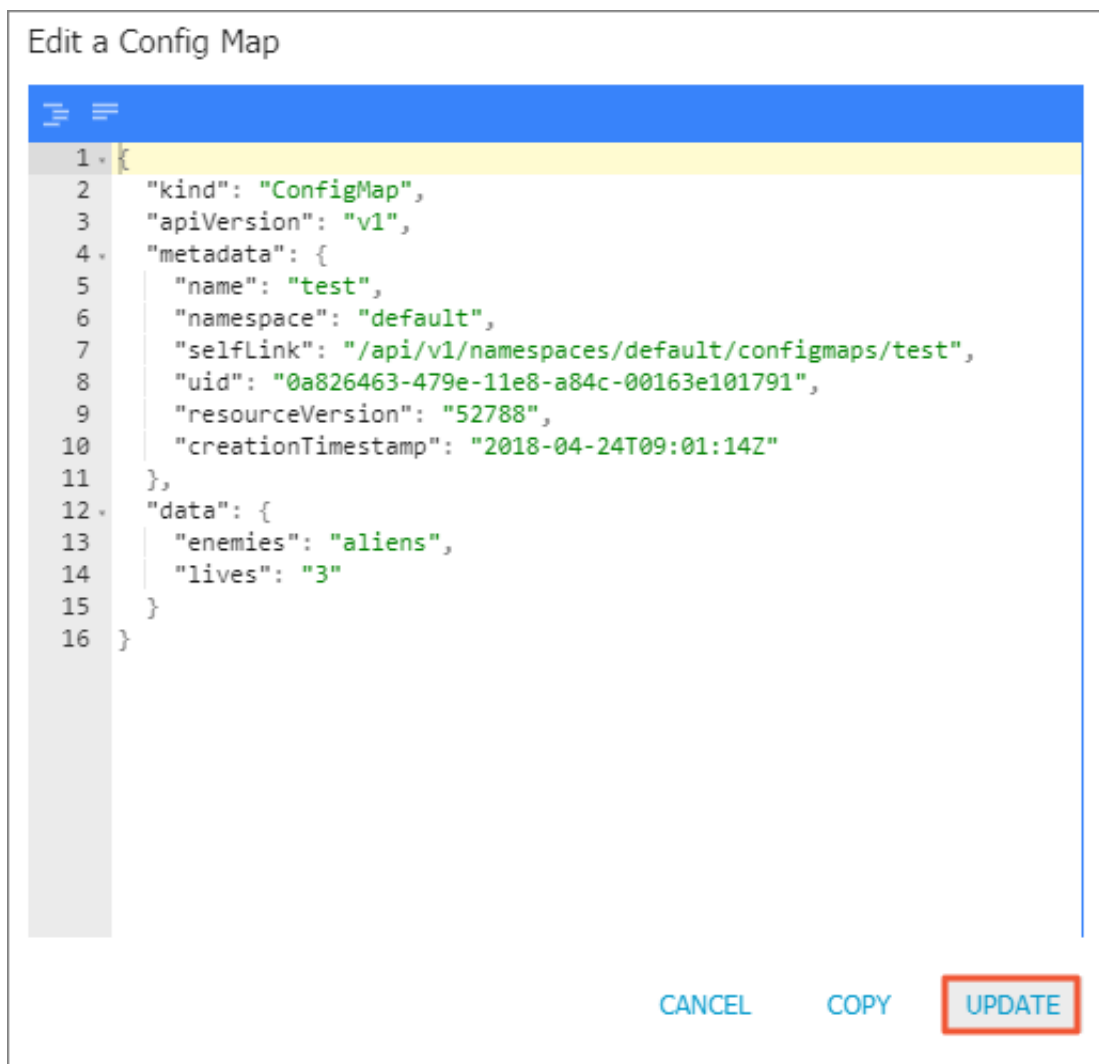 Edit a Config Map
1 {
2 "kind": "ConfigMap",
3 "apiVersion": "v1",
4 "metadata": {
5 "name": "test",
6 "namespace": "default",
7 "selfLink": "/api/v1/namespaces/default/configmaps/test",
8 "uid": "0a826463-479e-11e8-a84c-00163e101791",
9 "resourceVersion": "52788",
10 "creationTimestamp": "2018-04-24T09:01:14Z"
11 },
12 "data": {
13 "enemies": "aliens",
14 "lives": "3"
15 }
16 }
CANCEL COPY UPDATE